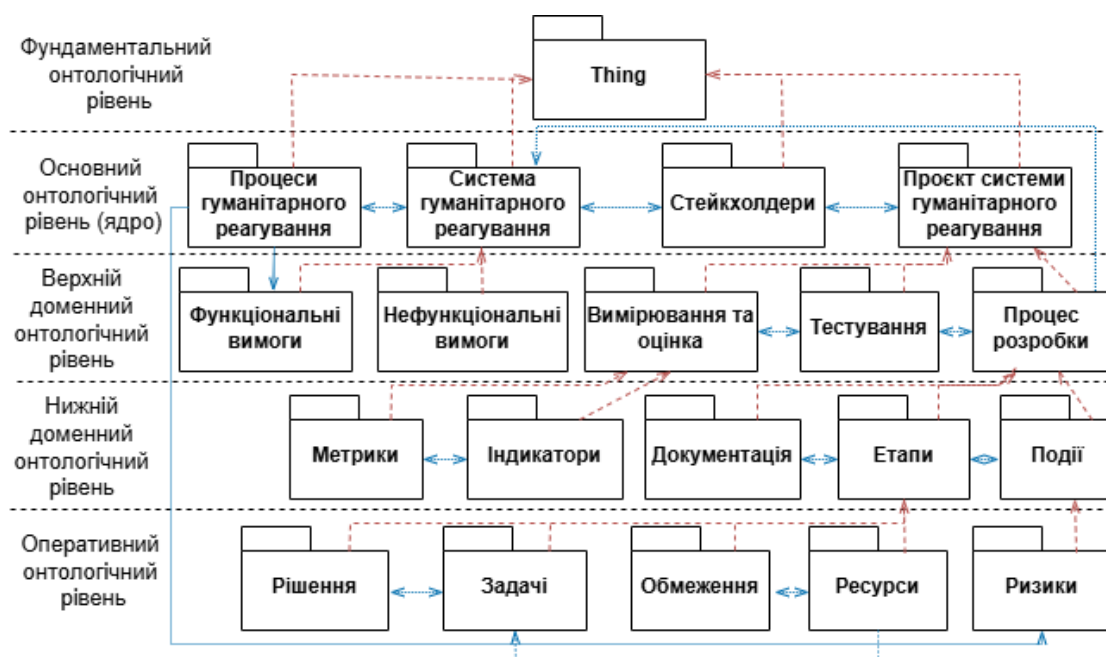 Фундаментальний
онтологічний
рівень
Thing
Основний
онтологічний
рівень (ядро)
Процеси
гуманітарного
реагування
Система
гуманітарного
реагування
Стейкхолдери
Проєкт системи
гуманітарного
реагування
Верхній
доменний
онтологічний
рівень
Функціональні
вимоги
Нефункціональні
вимоги
Вимірювання та
оцінка
Тестування
Процес
розробки
Нижній
доменний
онтологічний
рівень
Метрики
Індикатори
Документація
Етапи
Події
Оперативний
онтологічний
рівень
Рішення
Задачі
Обмеження
Ресурси
Ризики